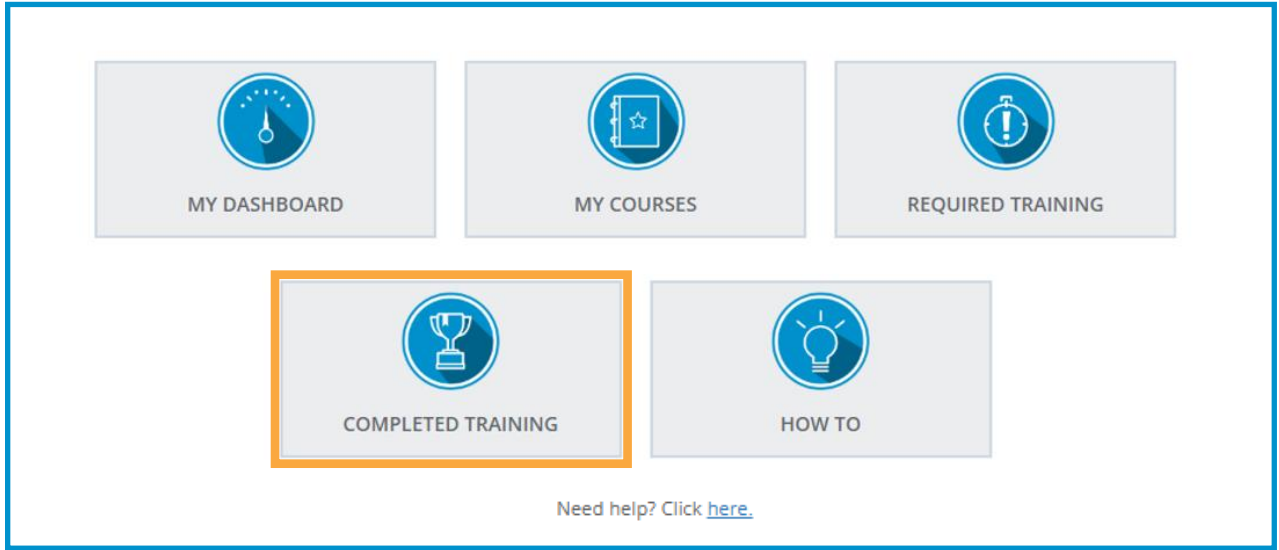 MY DASHBOARD
MY COURSES
REQUIRED TRAINING
COMPLETED TRAINING
HOW TO
Need help? Click here.